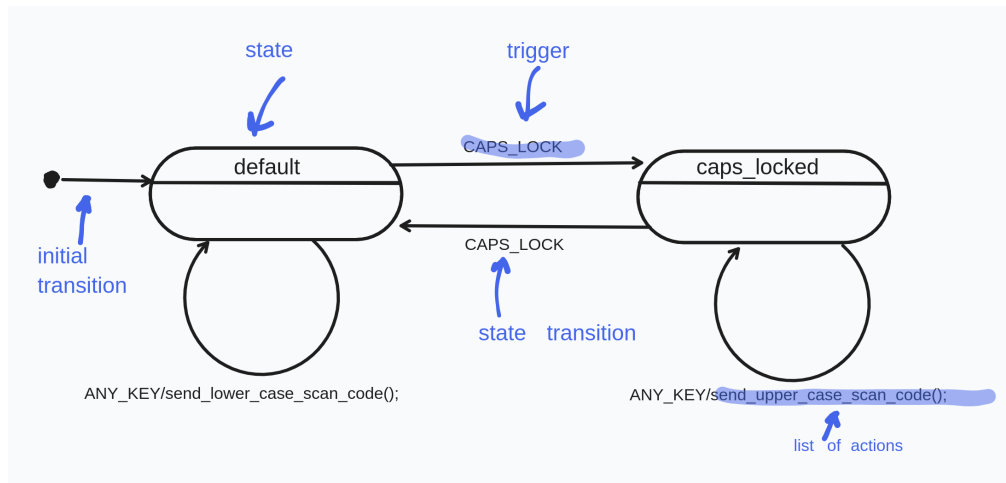 state
trigger
CAPS_LOCK
default
caps_locked
initial
transition
CAPS_LOCK
state transition
ANY_KEY/send_lower_case_scan_code();
ANY_KEY/send_upper_case_scan_code();
list of actions